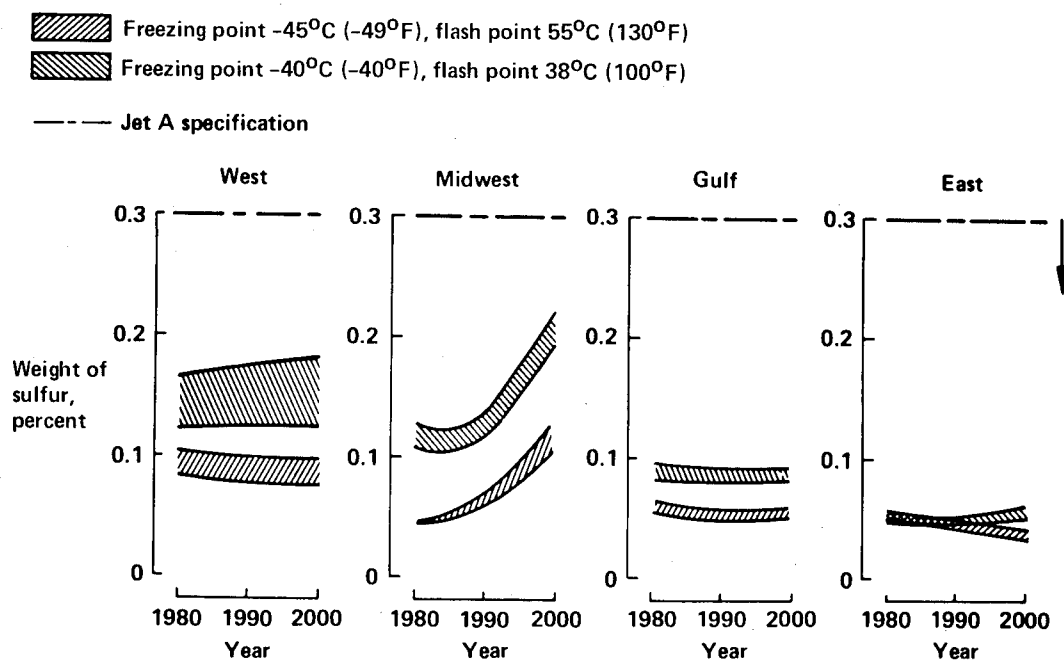 Freezing point –45°C (–49°F), flash point 55°C (130°F)
Freezing point –40°C (–40°F), flash point 38°C (100°F)
Jet A specification
West
Midwest
Gulf
East
Weight of
sulfur,
percent
0.3
0.2
0.1
0
1980 1990 2000
Year
0.3
0.2
0.1
0
1980 1990 2000
Year
0.3
0.2
0.1
0
1980 1990 2000
Year
0.3
0.2
0.1
0
1980 1990 2000
Year